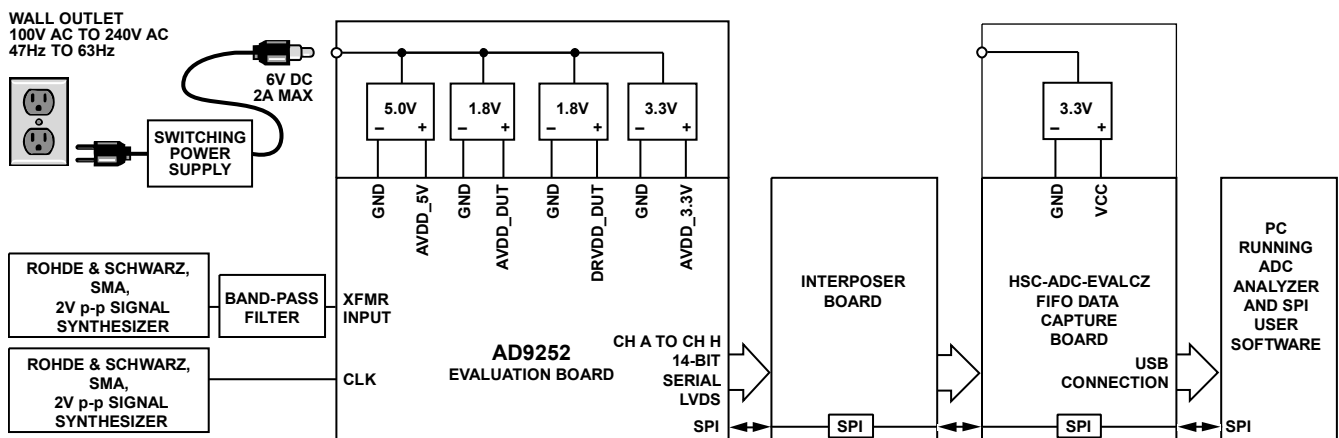 WALL OUTLET
100V AC TO 240V AC
47Hz TO 63Hz
6V DC
2A MAX
SWITCHING
POWER
SUPPLY
5.0V
– +
1.8V
– +
1.8V
– +
3.3V
– +
3.3V
– +
GND
AVDD_5V
GND
AVDD_DUT
GND
DRVDD_DUT
GND
AVDD_3.3V
GND
VCC
ROHDE & SCHWARZ,
SMA,
2V p-p SIGNAL
SYNTHESIZER
BAND-PASS
FILTER
XFMR
INPUT
ROHDE & SCHWARZ,
SMA,
2V p-p SIGNAL
SYNTHESIZER
CLK
AD9252
EVALUATION BOARD
CH A TO CH H
14-BIT
SERIAL
LVDS
SPI
INTERPOSER
BOARD
SPI
HSC-ADC-EVALCZ
FIFO DATA
CAPTURE
BOARD
USB
CONNECTION
SPI
PC
RUNNING
ADC
ANALYZER
AND SPI
USER
SOFTWARE
SPI